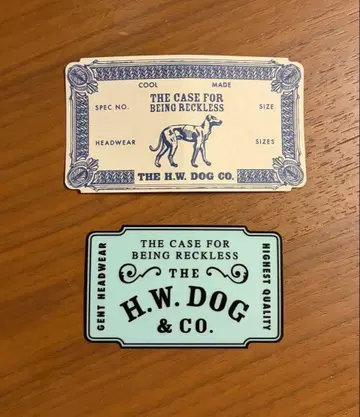 COOL MADE
THE CASE FOR
BEING RECKLESS
SPEC NO. SIZE
HEADWEAR SIZES
THE H.W. DOG CO.
THE CASE FOR
BEING RECKLESS
THE
H.W. DOG
& CO.
GENT HEADWEAR
HIGHEST QUALITY